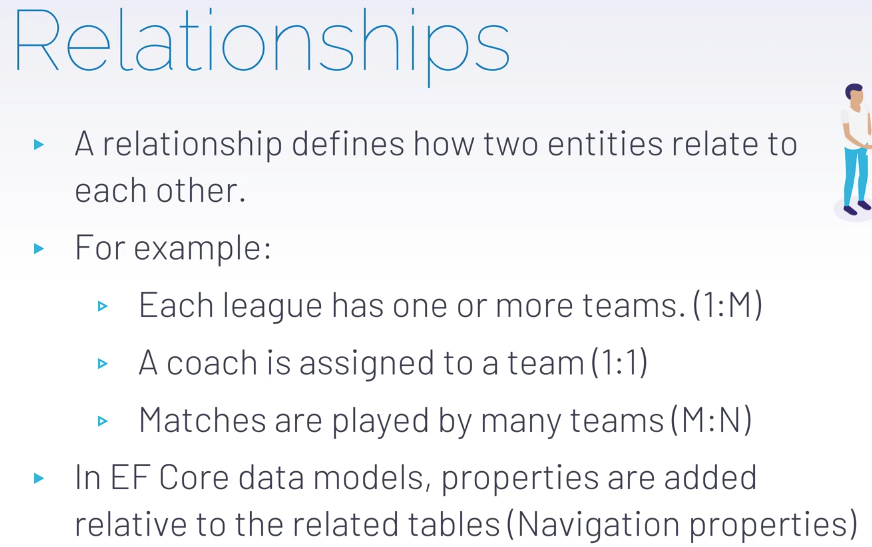 Relationships
A relationship defines how two entities relate to
each other.
For example:
Each league has one or more teams. (1:M)
A coach is assigned to a team (1:1)
Matches are played by many teams (M:N)
In EF Core data models, properties are added
relative to the related tables (Navigation properties)